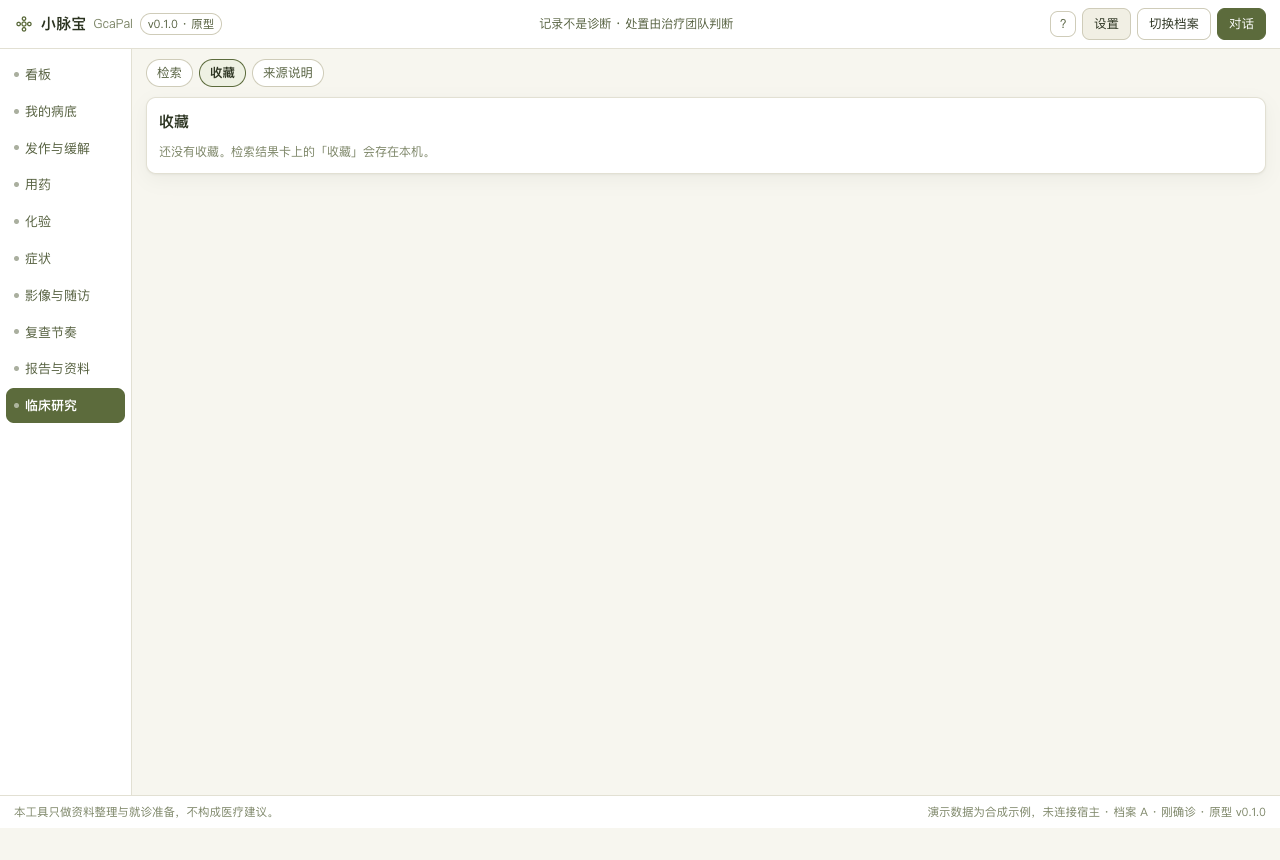 小脉宝 GcaPal v0.1.0 · 原型
记录不是诊断 · 处置由治疗团队判断
? 设置 切换档案 对话
看板
我的病底
发作与缓解
用药
化验
症状
影像与随访
复查节奏
报告与资料
临床研究
检索 收藏 来源说明
收藏
还没有收藏。检索结果卡上的「收藏」会存在本机。
本工具只做资料整理与就诊准备，不构成医疗建议。
演示数据为合成示例，未连接宿主 · 档案 A · 刚确诊 · 原型 v0.1.0